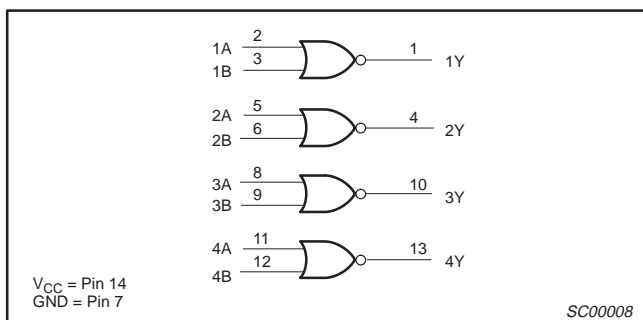 1A 2 1 1Y
1B 3
2A 5 4 2Y
2B 6
3A 8 10 3Y
3B 9
4A 11 13 4Y
4B 12
VCC = Pin 14
GND = Pin 7
SC00008